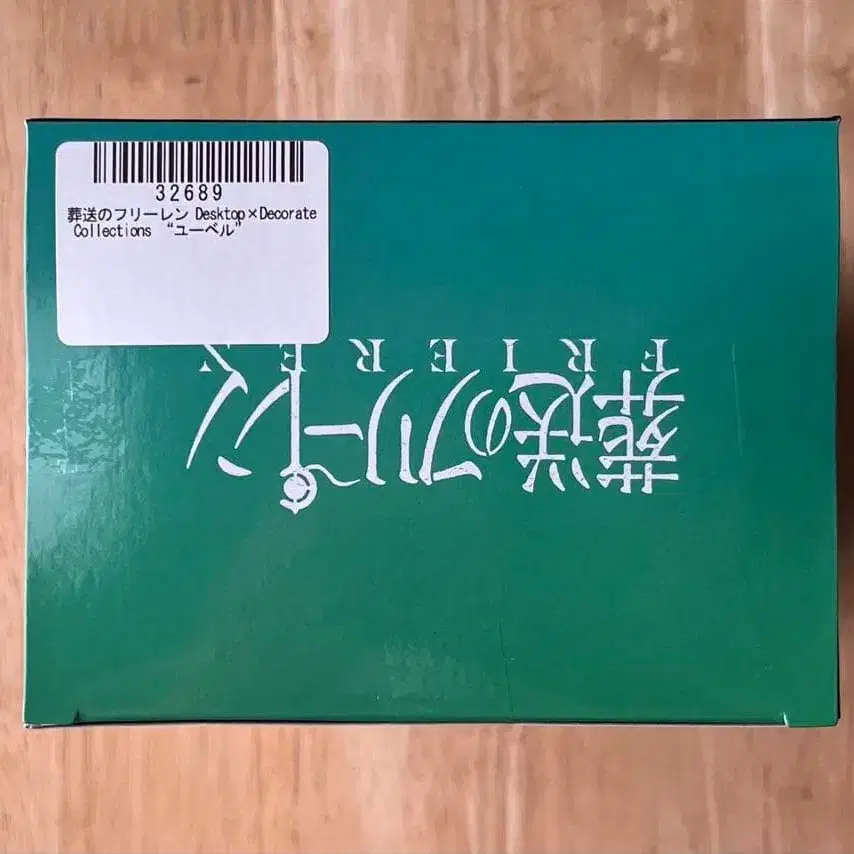 32689
葬送のフリーレン Desktop×Decorate
Collections “ユーベル”
葬送のフリーレン
FRIEREN